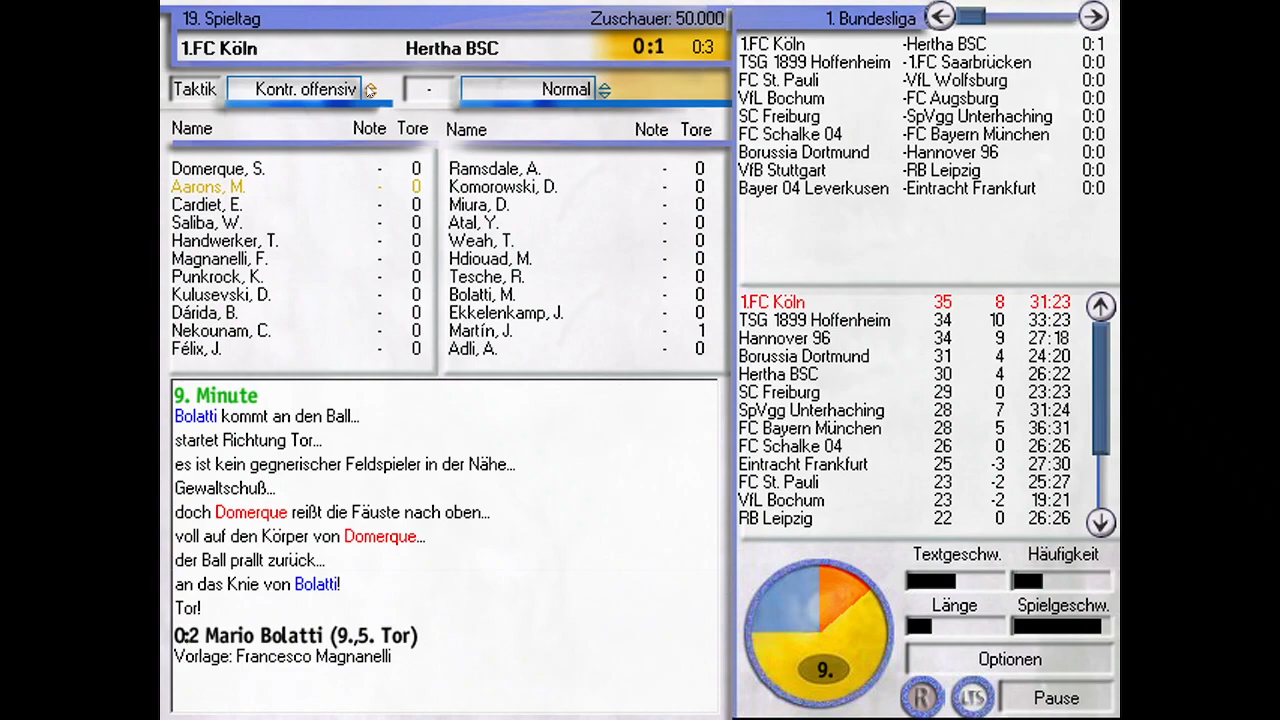 19. Spieltag Zuschauer: 50.000
1.FC Köln Hertha BSC 0:1 0:3
Taktik Kontr. offensiv - Normal
Name Note Tore Name Note Tore
Domerque, S. - 0 Ramsdale, A. - 0
Aarons, M. - 0 Komorowski, D. - 0
Cardiet, E. - 0 Miura, D. - 0
Saliba, W. - 0 Atal, Y. - 0
Handwerker, T. - 0 Weah, T. - 0
Magnanelli, F. - 0 Hdiouad, M. - 0
Punkrock, K. - 0 Tesche, R. - 0
Kulusevski, D. - 0 Bolatti, M. - 0
Dárida, B. - 0 Ekkelenkamp, J. - 0
Nekounam, C. - 0 Martín, J. - 1
Félix, J. - 0 Adli, A. - 0
9. Minute
Bolatti kommt an den Ball...
startet Richtung Tor...
es ist kein gegnerischer Feldspieler in der Nähe...
Gewaltschuß...
doch Domerque reißt die Fäuste nach oben...
voll auf den Körper von Domerque...
der Ball prallt zurück...
an das Knie von Bolatti!
Tor!
0:2 Mario Bolatti (9.,5. Tor)
Vorlage: Francesco Magnanelli
1. Bundesliga
1.FC Köln -Hertha BSC 0:1
TSG 1899 Hoffenheim -1.FC Saarbrücken 0:0
FC St. Pauli -VfL Wolfsburg 0:0
VfL Bochum -FC Augsburg 0:0
SC Freiburg -SpVgg Unterhaching 0:0
FC Schalke 04 -FC Bayern München 0:0
Borussia Dortmund -Hannover 96 0:0
VfB Stuttgart -RB Leipzig 0:0
Bayer 04 Leverkusen -Eintracht Frankfurt 0:0
1.FC Köln 35 8 31:23
TSG 1899 Hoffenheim 34 10 33:23
Hannover 96 34 9 27:18
Borussia Dortmund 31 4 24:20
Hertha BSC 30 4 26:22
SC Freiburg 29 0 23:23
SpVgg Unterhaching 28 7 31:24
FC Bayern München 28 5 36:31
FC Schalke 04 26 0 26:26
Eintracht Frankfurt 25 -3 27:30
FC St. Pauli 23 -2 25:27
VfL Bochum 23 -2 19:21
RB Leipzig 22 0 26:26
Textgeschw. Häufigkeit
Länge Spielgeschw.
9.
Optionen
R LTS Pause